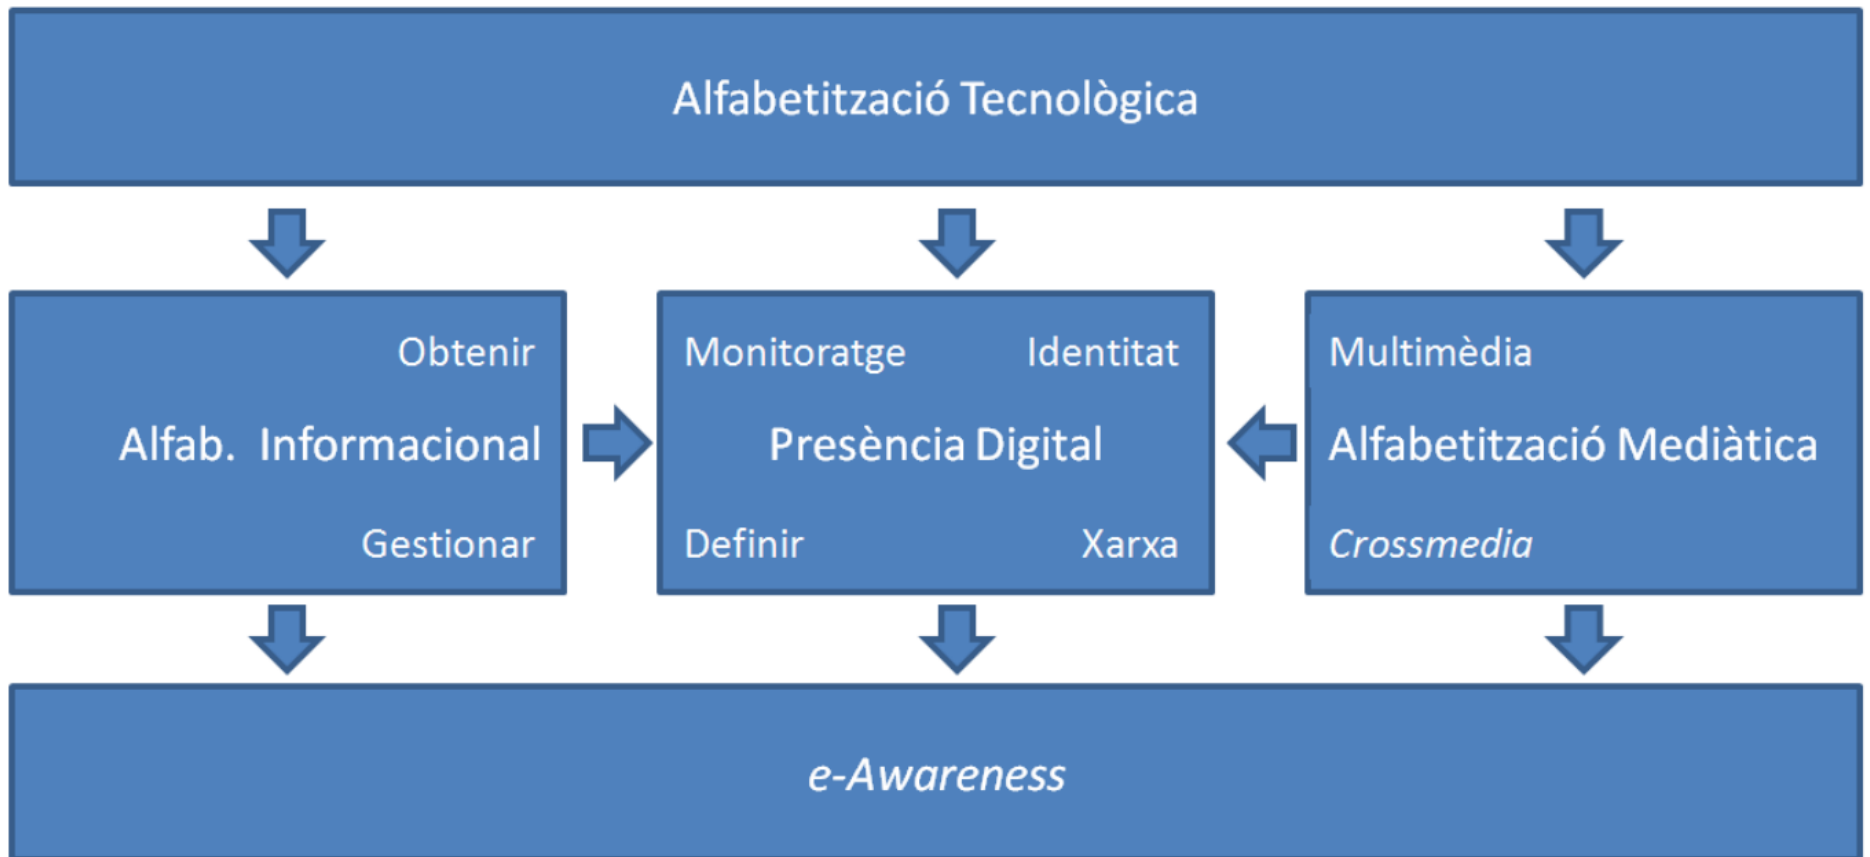 Alfabetització Tecnològica
Obtenir
Alfab. Informacional
Gestionar
Monitoratge Identitat
Presència Digital
Definir Xarxa
Multimèdia
Alfabetització Mediàtica
Crossmedia
e-Awareness